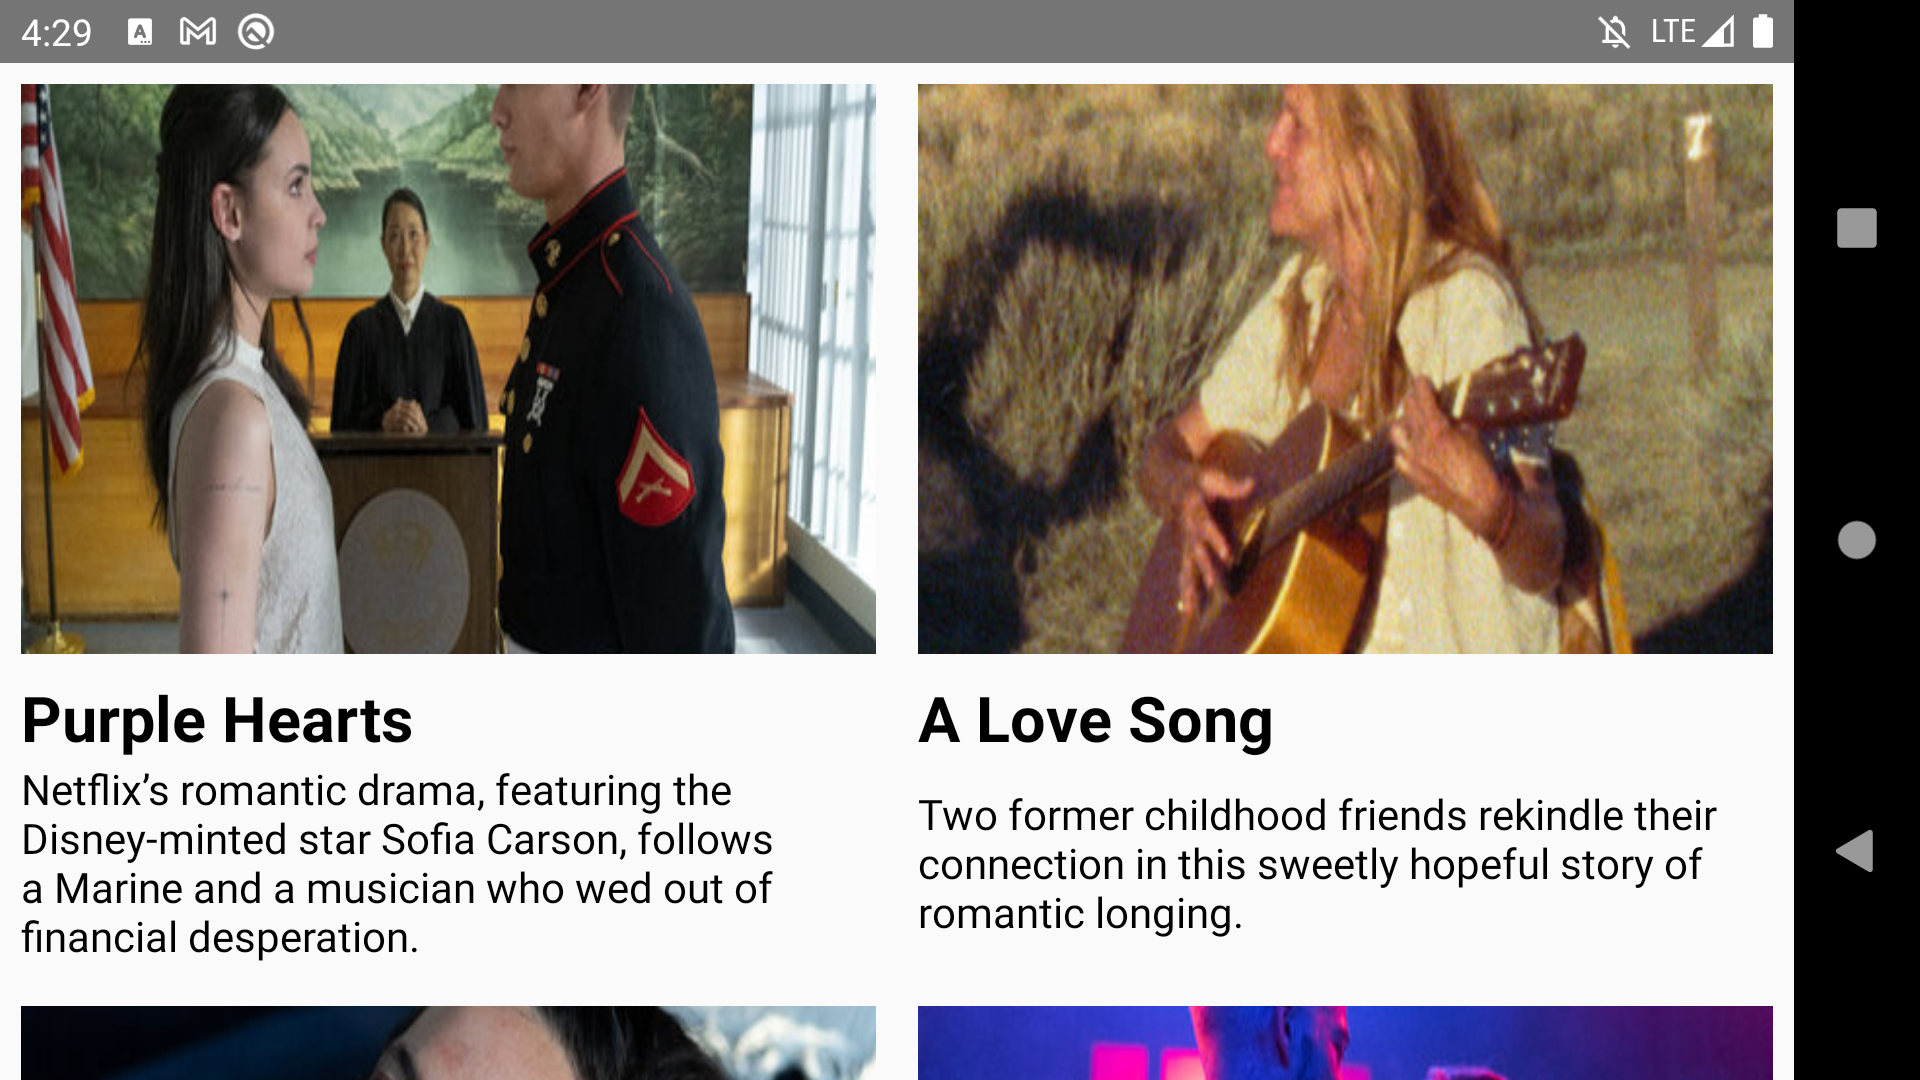 4:29
LTE
7
Purple Hearts
Netflix’s romantic drama, featuring the
Disney-minted star Sofia Carson, follows
a Marine and a musician who wed out of
financial desperation.
A Love Song
Two former childhood friends rekindle their
connection in this sweetly hopeful story of
romantic longing.